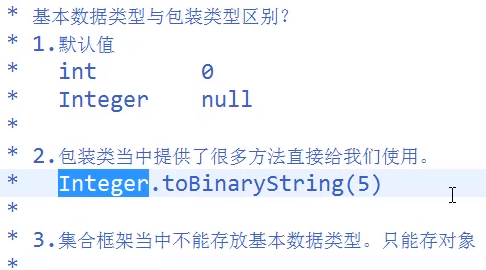 * 基本数据类型与包装类型区别?
* 1.默认值
* int 0
* Integer null
*
* 2.包装类当中提供了很多方法直接给我们使用。
* Integer.toBinaryString(5)
*
* 3.集合框架当中不能存放基本数据类型。只能存对象
*